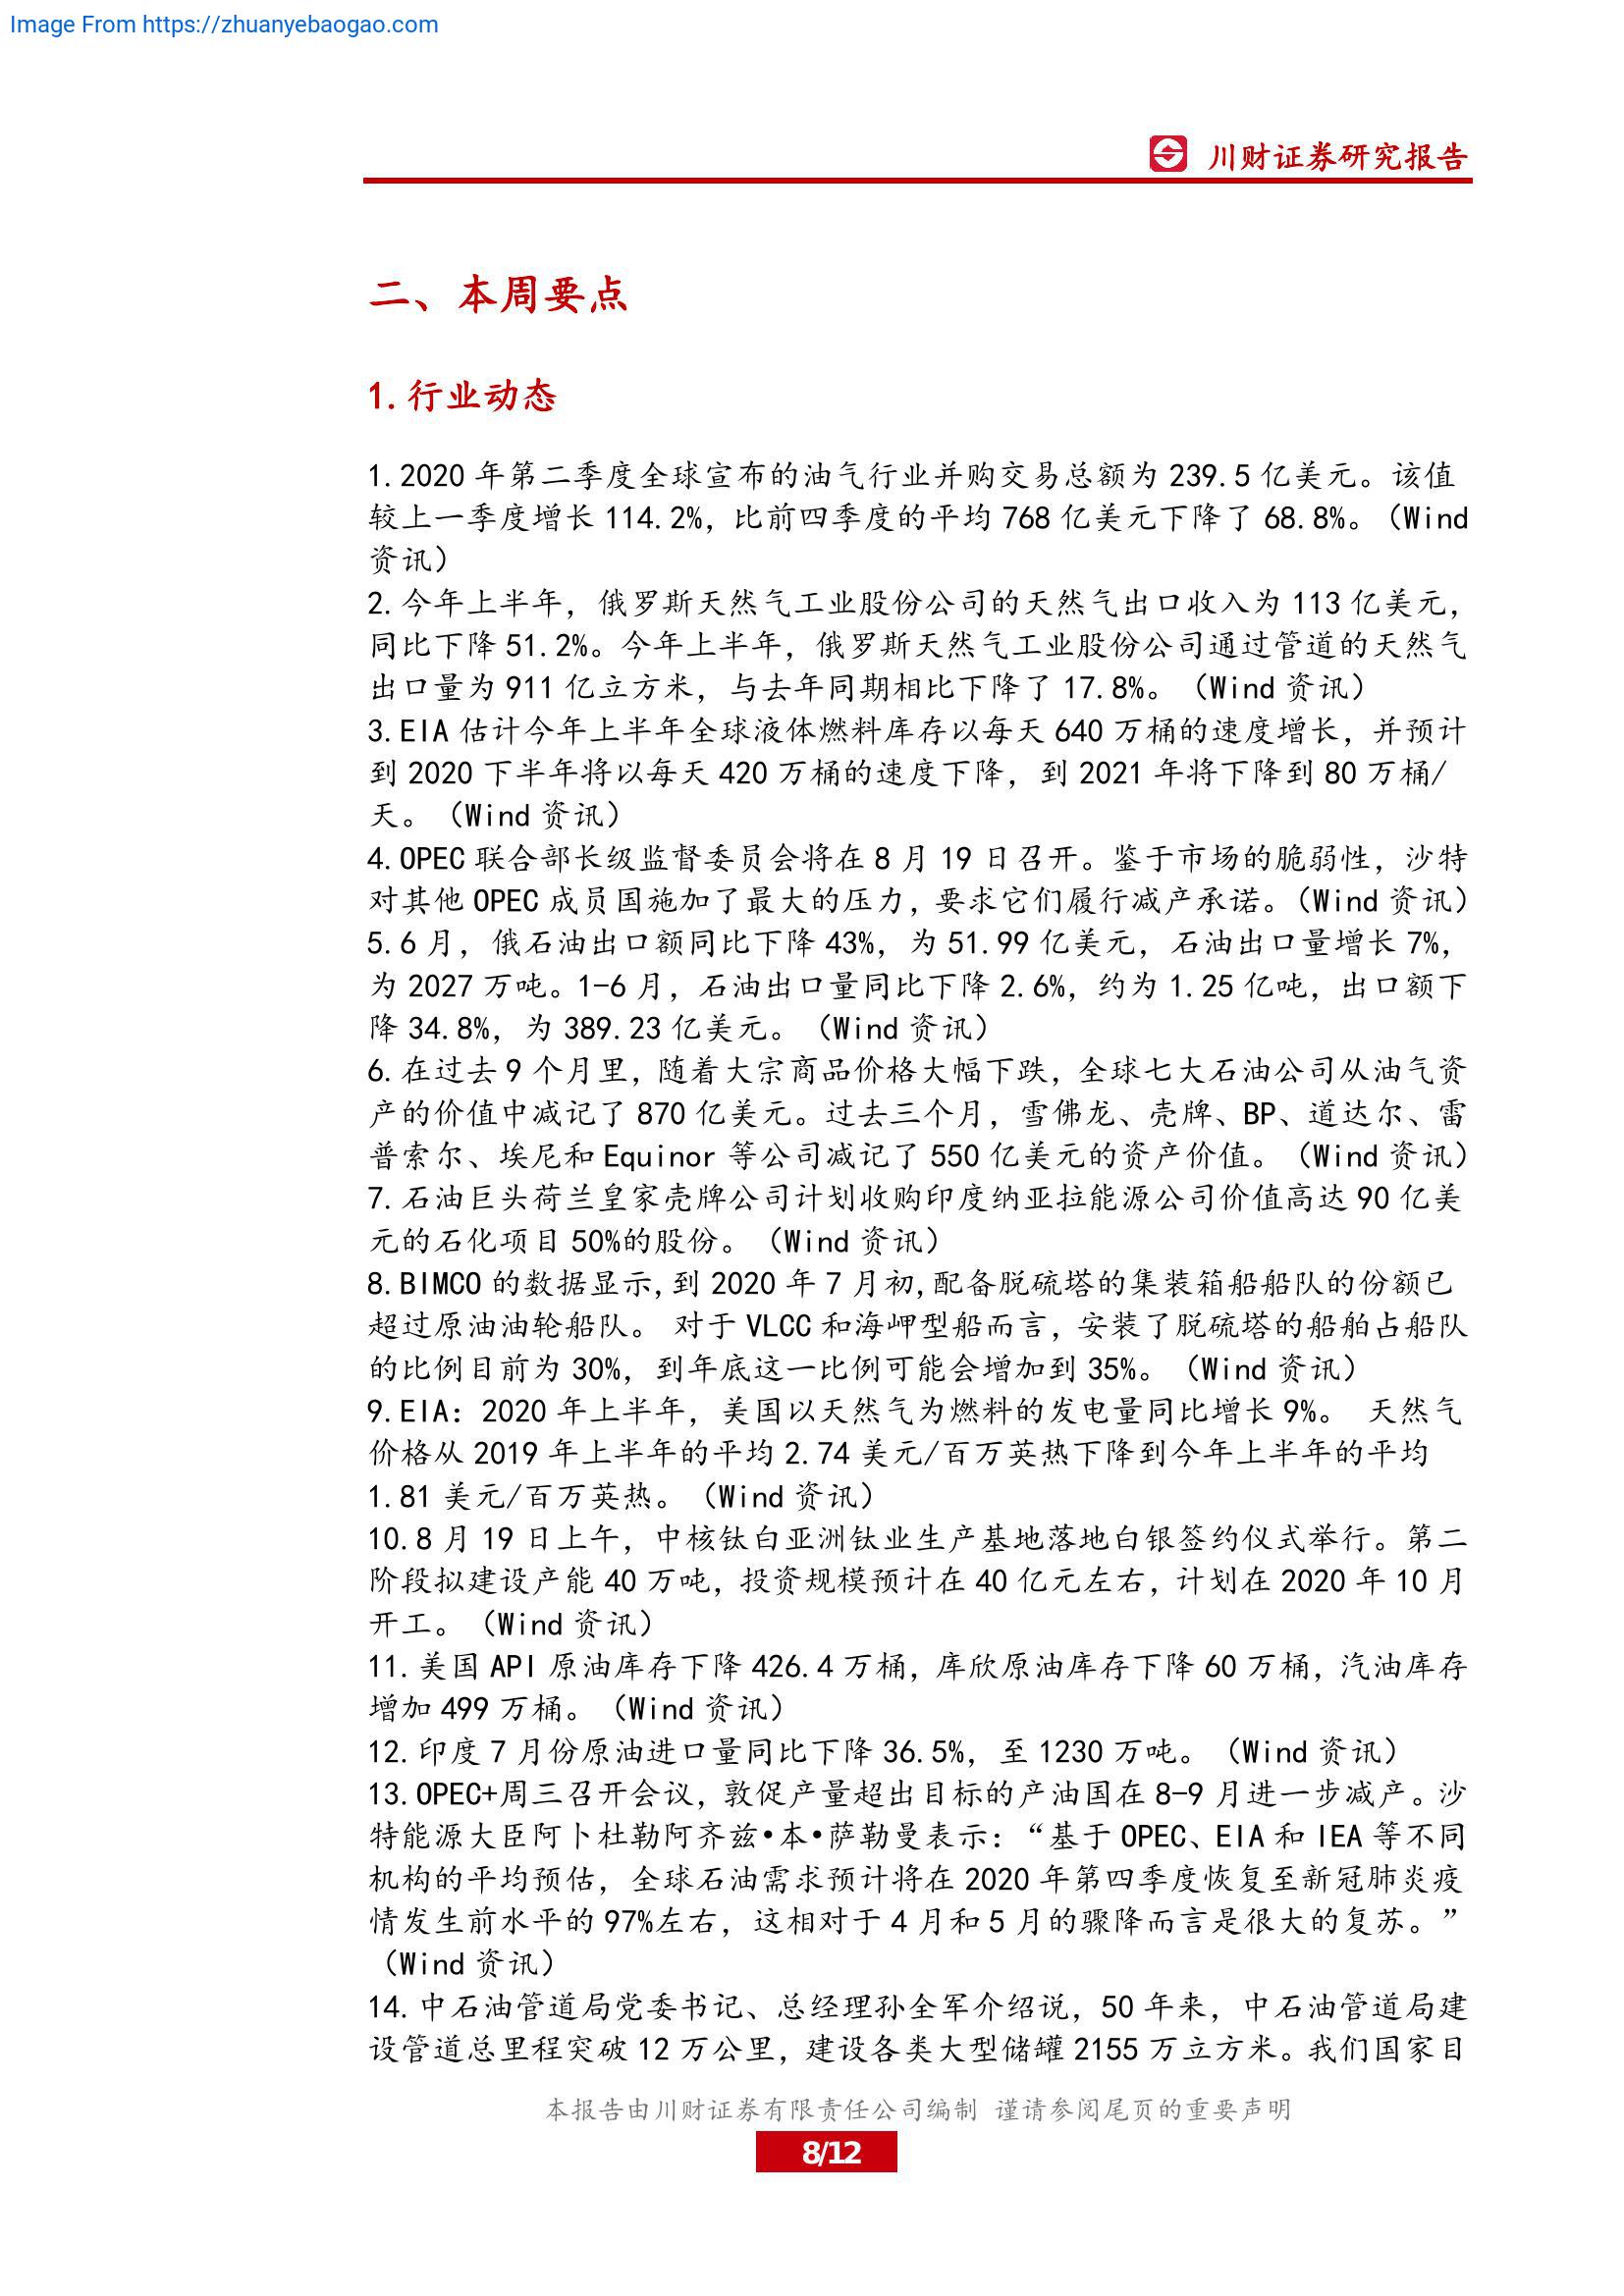 Image From https://zhuanyebaogao.com
川财证券研究报告
二、本周要点
1.行业动态
1.2020 年第二季度全球宣布的油气行业并购交易总额为 239.5 亿美元。该值
较上一季度增长 114.2%，比前四季度的平均 768 亿美元下降了 68.8%。（Wind
资讯）
2.今年上半年，俄罗斯天然气工业股份公司的天然气出口收入为 113 亿美元，
同比下降 51.2%。今年上半年，俄罗斯天然气工业股份公司通过管道的天然气
出口量为 911 亿立方米，与去年同期相比下降了 17.8%。（Wind 资讯）
3.EIA 估计今年上半年全球液体燃料库存以每天 640 万桶的速度增长，并预计
到 2020 下半年将以每天 420 万桶的速度下降，到 2021 年将下降到 80 万桶/
天。（Wind 资讯）
4.OPEC 联合部长级监督委员会将在 8 月 19 日召开。鉴于市场的脆弱性，沙特
对其他 OPEC 成员国施加了最大的压力，要求它们履行减产承诺。（Wind 资讯）
5.6 月，俄石油出口额同比下降 43%，为 51.99 亿美元，石油出口量增长 7%，
为 2027 万吨。1-6 月，石油出口量同比下降 2.6%，约为 1.25 亿吨，出口额下
降 34.8%，为 389.23 亿美元。（Wind 资讯）
6.在过去 9 个月里，随着大宗商品价格大幅下跌，全球七大石油公司从油气资
产的价值中减记了 870 亿美元。过去三个月，雪佛龙、壳牌、BP、道达尔、雷
普索尔、埃尼和 Equinor 等公司减记了 550 亿美元的资产价值。（Wind 资讯）
7.石油巨头荷兰皇家壳牌公司计划收购印度纳亚拉能源公司价值高达 90 亿美
元的石化项目 50%的股份。（Wind 资讯）
8.BIMCO 的数据显示,到 2020 年 7 月初,配备脱硫塔的集装箱船船队的份额已
超过原油油轮船队。 对于 VLCC 和海岬型船而言，安装了脱硫塔的船舶占船队
的比例目前为 30%，到年底这一比例可能会增加到 35%。（Wind 资讯）
9.EIA：2020 年上半年，美国以天然气为燃料的发电量同比增长 9%。 天然气
价格从 2019 年上半年的平均 2.74 美元/百万英热下降到今年上半年的平均
1.81 美元/百万英热。（Wind 资讯）
10.8 月 19 日上午，中核钛白亚洲钛业生产基地落地白银签约仪式举行。第二
阶段拟建设产能 40 万吨，投资规模预计在 40 亿元左右，计划在 2020 年 10 月
开工。（Wind 资讯）
11.美国 API 原油库存下降 426.4 万桶，库欣原油库存下降 60 万桶，汽油库存
增加 499 万桶。（Wind 资讯）
12.印度 7 月份原油进口量同比下降 36.5%，至 1230 万吨。（Wind 资讯）
13.OPEC+周三召开会议，敦促产量超出目标的产油国在 8-9 月进一步减产。沙
特能源大臣阿卜杜勒阿齐兹•本•萨勒曼表示：“基于 OPEC、EIA 和 IEA 等不同
机构的平均预估，全球石油需求预计将在 2020 年第四季度恢复至新冠肺炎疫
情发生前水平的 97%左右，这相对于 4 月和 5 月的骤降而言是很大的复苏。”
（Wind 资讯）
14.中石油管道局党委书记、总经理孙全军介绍说，50 年来，中石油管道局建
设管道总里程突破 12 万公里，建设各类大型储罐 2155 万立方米。我们国家目
本报告由川财证券有限责任公司编制 谨请参阅尾页的重要声明
8/12